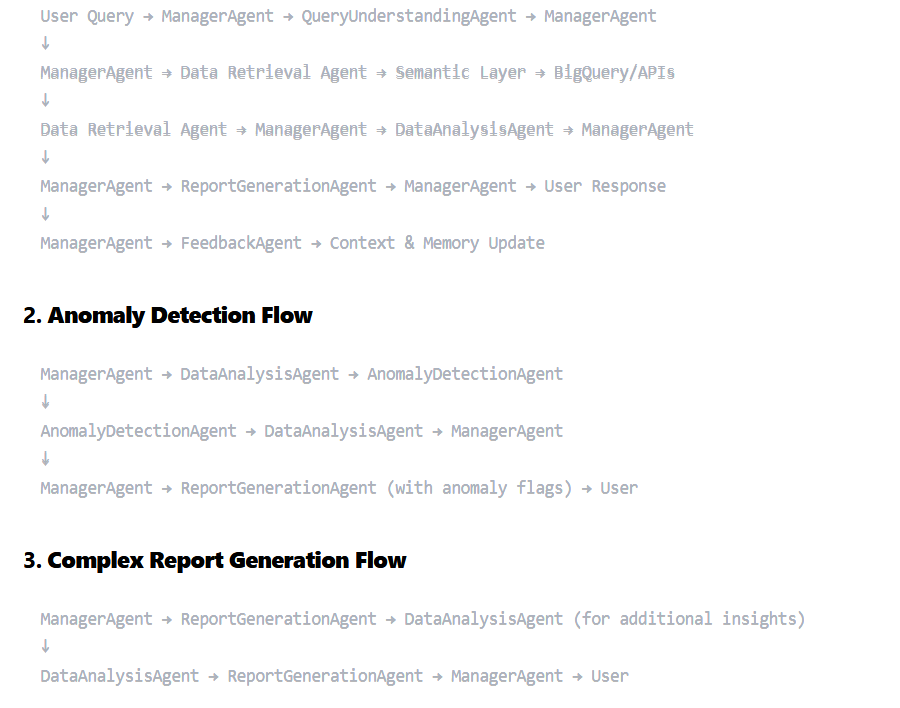 User Query → ManagerAgent → QueryUnderstandingAgent → ManagerAgent
↓
ManagerAgent → Data Retrieval Agent → Semantic Layer → BigQuery/APIs
↓
Data Retrieval Agent → ManagerAgent → DataAnalysisAgent → ManagerAgent
↓
ManagerAgent → ReportGenerationAgent → ManagerAgent → User Response
↓
ManagerAgent → FeedbackAgent → Context & Memory Update
2. Anomaly Detection Flow
ManagerAgent → DataAnalysisAgent → AnomalyDetectionAgent
↓
AnomalyDetectionAgent → DataAnalysisAgent → ManagerAgent
↓
ManagerAgent → ReportGenerationAgent (with anomaly flags) → User
3. Complex Report Generation Flow
ManagerAgent → ReportGenerationAgent → DataAnalysisAgent (for additional insights)
↓
DataAnalysisAgent → ReportGenerationAgent → ManagerAgent → User